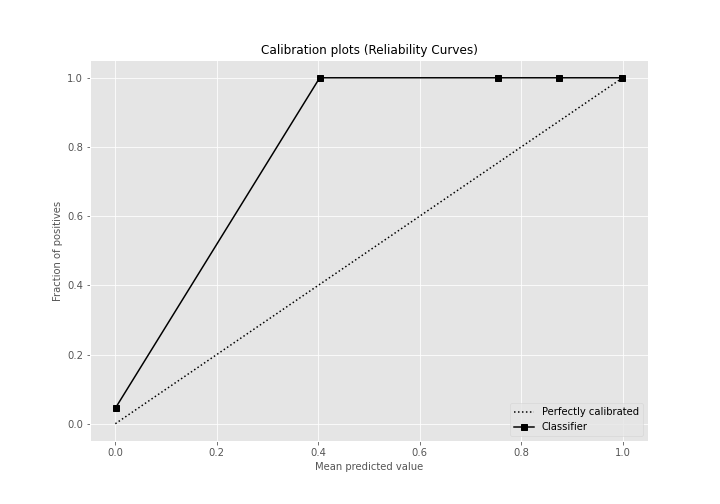 Calibration plots (Reliability Curves)
1.0
0.8
0.6
0.4
0.2
0.0
Fraction of positives
0.0 0.2 0.4 0.6 0.8 1.0
Mean predicted value
Perfectly calibrated
Classifier